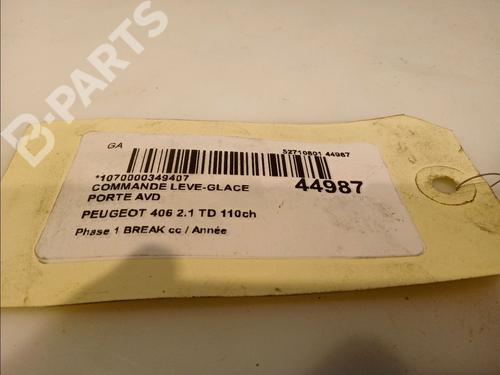 B-PARTS
GA
52710801 44987
*1070000349407
44987
COMMANDE LEVE-GLACE
PORTE AVD
PEUGEOT 406 2.1 TD 110ch
Phase 1 BREAK cc / Année